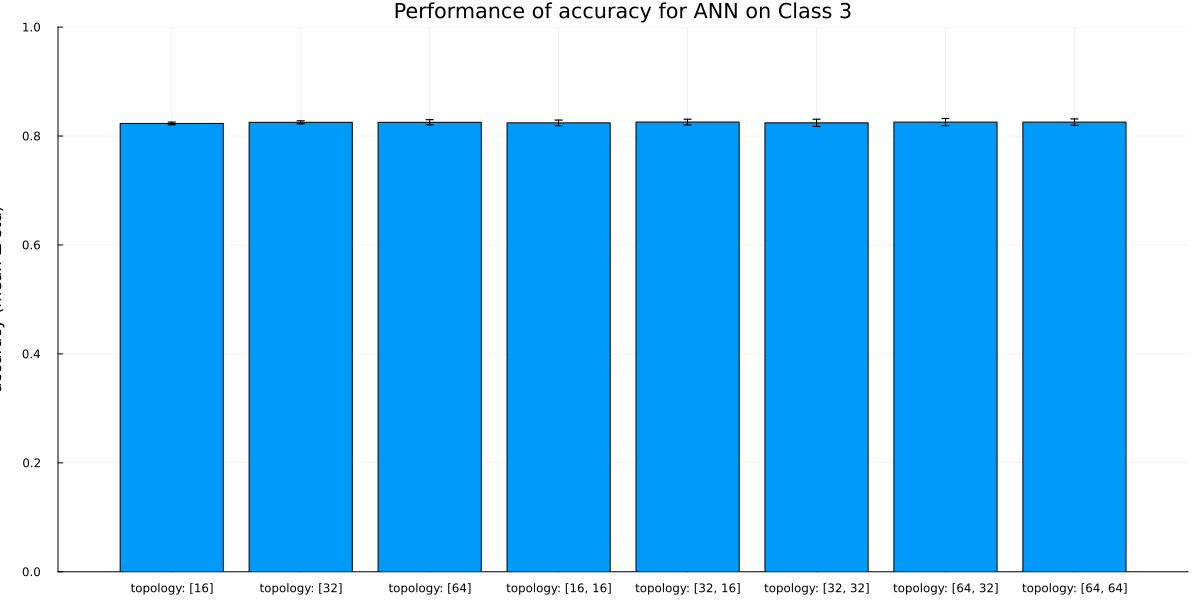 Performance of accuracy for ANN on Class 3
1.0
0.8
0.6
0.4
0.2
0.0
topology: [16]
topology: [32]
topology: [64]
topology: [16, 16]
topology: [32, 16]
topology: [32, 32]
topology: [64, 32]
topology: [64, 64]